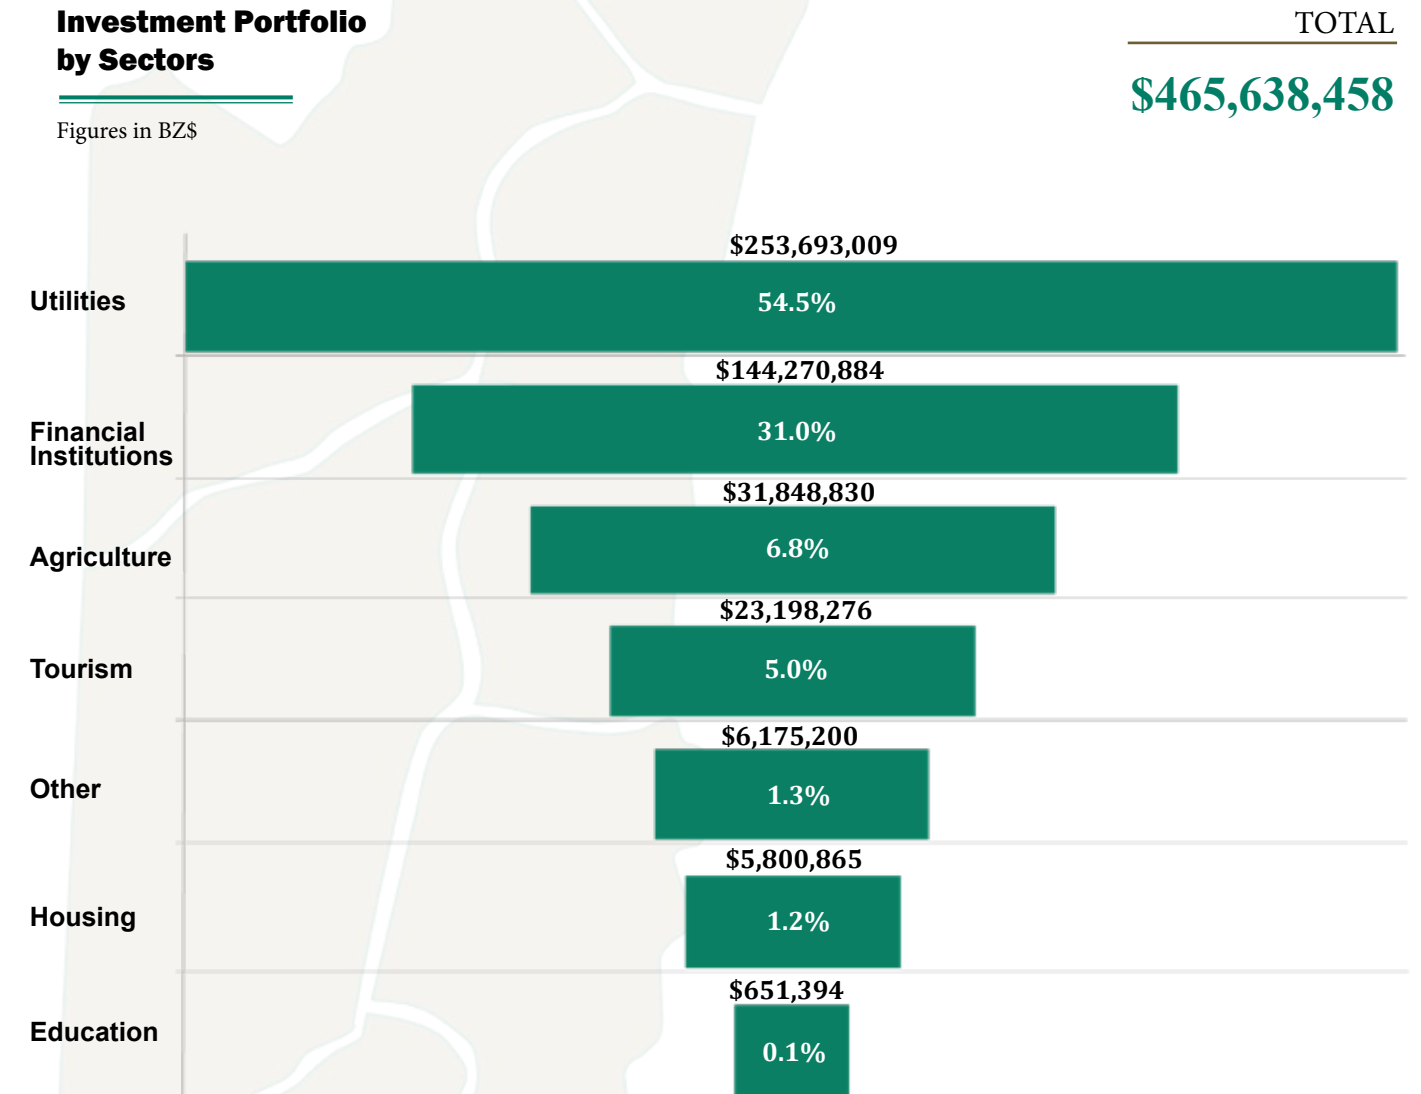 Investment Portfolio
by Sectors
Figures in BZ$
TOTAL
$465,638,458
$253,693,009
Utilities
54.5%
$144,270,884
Financial
Institutions
31.0%
$31,848,830
Agriculture
6.8%
$23,198,276
Tourism
5.0%
$6,175,200
Other
1.3%
$5,800,865
Housing
1.2%
$651,394
Education
0.1%